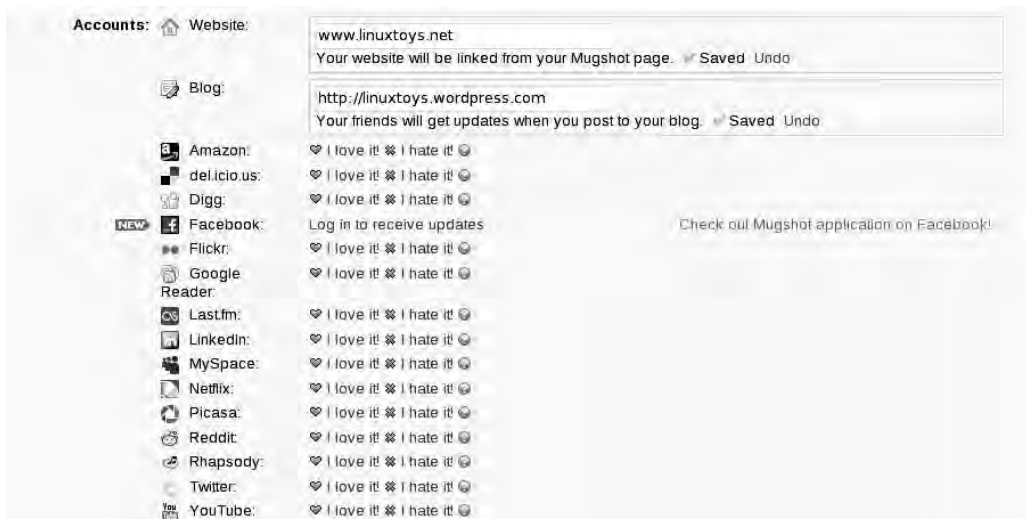 Accounts: Website: www.linuxtoys.net
Your website will be linked from your Mugshot page. Saved Undo
Blog: http://linuxtoys.wordpress.com
Your friends will get updates when you post to your blog. Saved Undo
Amazon: I love it! I hate it!
del.icio.us: I love it! I hate it!
Digg: I love it! I hate it!
NEW Facebook: Log in to receive updates Check out Mugshot application on Facebook!
Flickr: I love it! I hate it!
Google Reader: I love it! I hate it!
Last.fm: I love it! I hate it!
LinkedIn: I love it! I hate it!
MySpace: I love it! I hate it!
Netflix: I love it! I hate it!
Picasa: I love it! I hate it!
Reddit: I love it! I hate it!
Rhapsody: I love it! I hate it!
Twitter: I love it! I hate it!
You YouTube: I love it! I hate it!